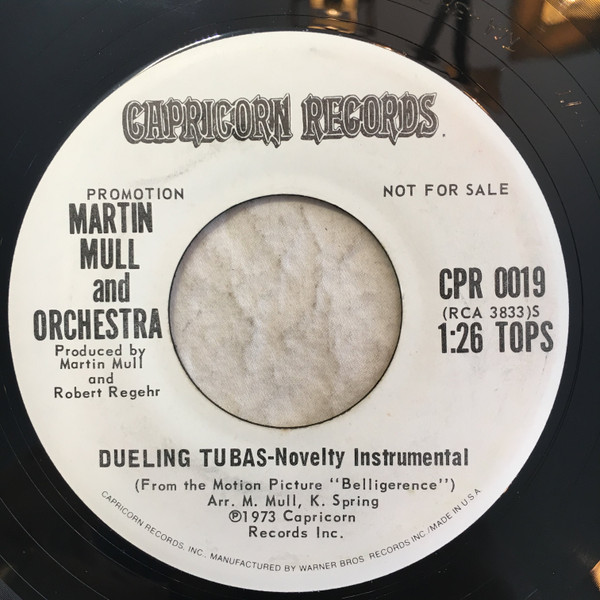 CAPRICORN RECORDS.
PROMOTION
NOT FOR SALE
MARTIN
MULL
and
ORCHESTRA
Produced by
Martin Mull
and
Robert Regehr
CPR 0019
(RCA 3833)S
1:26 TOPS
DUELING TUBAS-Novelty Instrumental
(From the Motion Picture "Belligerence")
Arr. M. Mull, K. Spring
℗1973 Capricorn
Records Inc.
CAPRICORN RECORDS, INC., MANUFACTURED BY WARNER BROS. RECORDS INC./MADE IN U.S.A